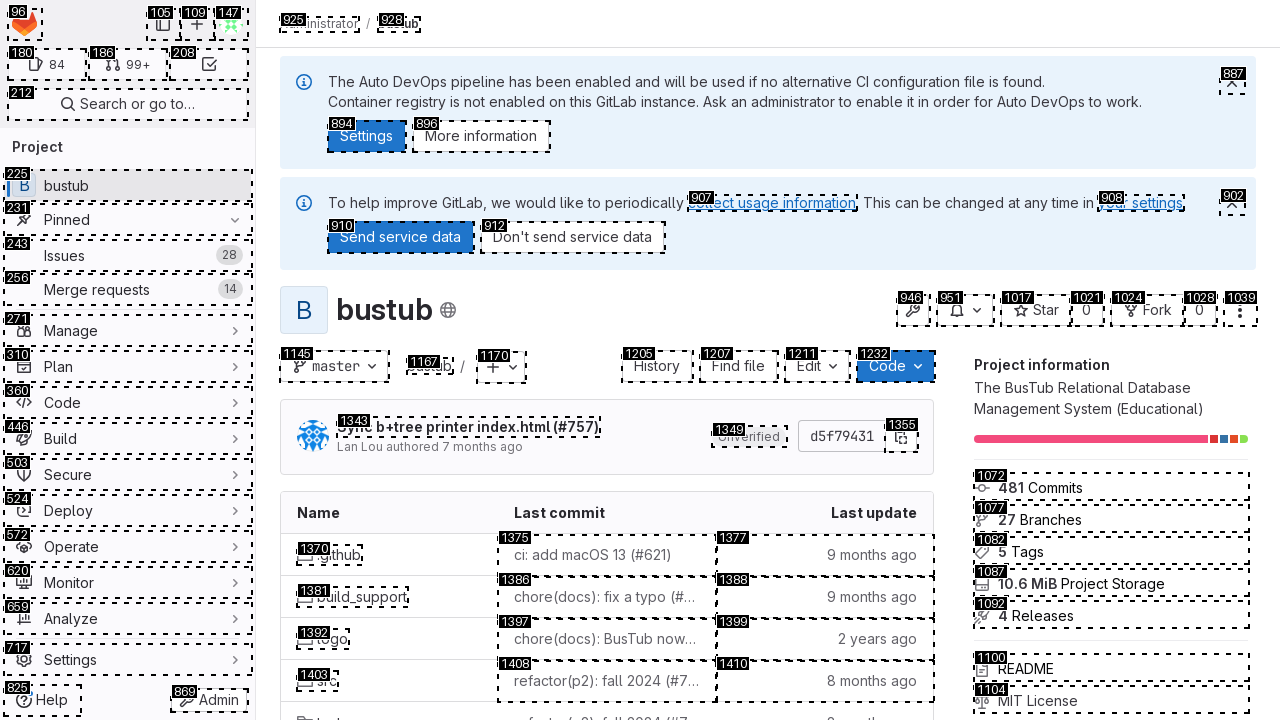 96
105
109
147
180
84
186
99+
208
212
Search or go to…
Project
225
B
bustub
231
Pinned
243
Issues
28
256
Merge requests
14
271
Manage
310
Plan
360
Code
446
Build
503
Secure
524
Deploy
572
Operate
620
Monitor
659
Analyze
717
Settings
825
Help
869
Admin
925
928
/
887
The Auto DevOps pipeline has been enabled and will be used if no alternative CI configuration file is found.
Container registry is not enabled on this GitLab instance. Ask an administrator to enable it in order for Auto DevOps to work.
894
Settings
896
More information
902
To help improve GitLab, we would like to periodically
907
collect usage information
. This can be changed at any time in
908
your settings
.
910
Send service data
912
Don't send service data
B
bustub
946
951
1017
Star
1021
0
1024
Fork
1028
0
1039
1145
master
1167
bustub
/
1170
1205
History
1207
Find file
1211
Edit
1232
Code
1343
Sync b+tree printer index.html (#757)
Lan Lou authored 7 months ago
1349
Unverified
d5f79431
1355
Name
Last commit
Last update
1370
.github
1375
ci: add macOS 13 (#621)
1377
9 months ago
1381
build_support
1386
chore(docs): fix a typo (#…
1388
9 months ago
1392
logo
1397
chore(docs): BusTub now…
1399
2 years ago
1403
src
1408
refactor(p2): fall 2024 (#7…
1410
8 months ago
Project information
The BusTub Relational Database
Management System (Educational)
1072
481 Commits
1077
27 Branches
1082
5 Tags
1087
10.6 MiB Project Storage
1092
4 Releases
1100
README
1104
MIT License